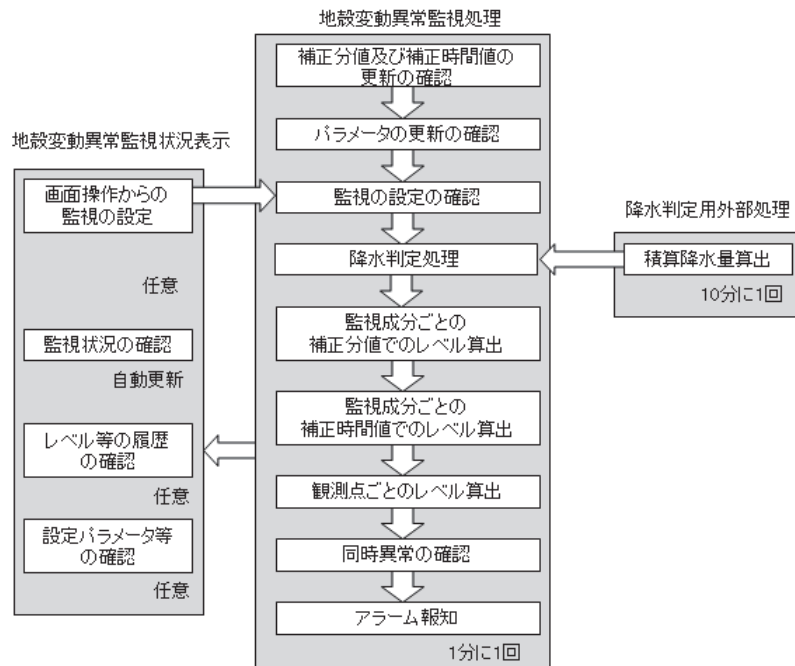 地殻変動異常監視処理
補正分値及び補正時間値の
更新の確認
パラメータの更新の確認
監視の設定の確認
降水判定処理
監視成分ごとの
補正分値でのレベル算出
監視成分ごとの
補正時間値でのレベル算出
観測点ごとのレベル算出
同時異常の確認
アラーム報知
1分に1回
地殻変動異常監視状況表示
画面操作からの
監視の設定
任意
監視状況の確認
自動更新
レベル等の履歴
の確認
任意
設定パラメータ等
の確認
任意
降水判定用外部処理
積算降水量算出
10分に1回